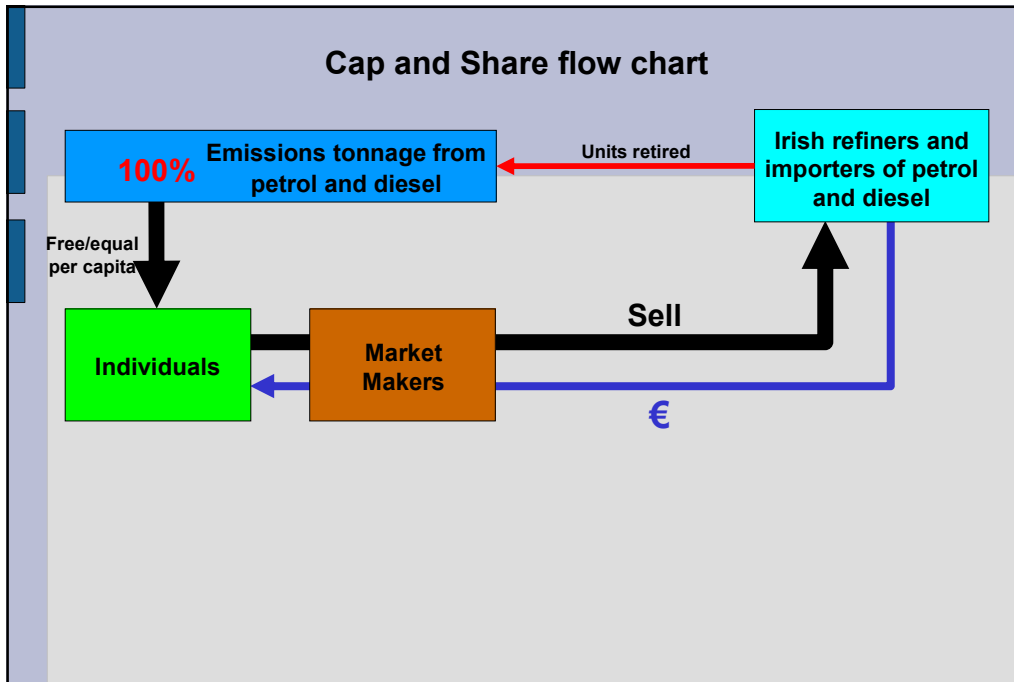 Cap and Share flow chart
100% Emissions tonnage from
petrol and diesel
Units retired
Irish refiners and
importers of petrol
and diesel
Free/equal
per capita
Individuals
Market
Makers
Sell
€